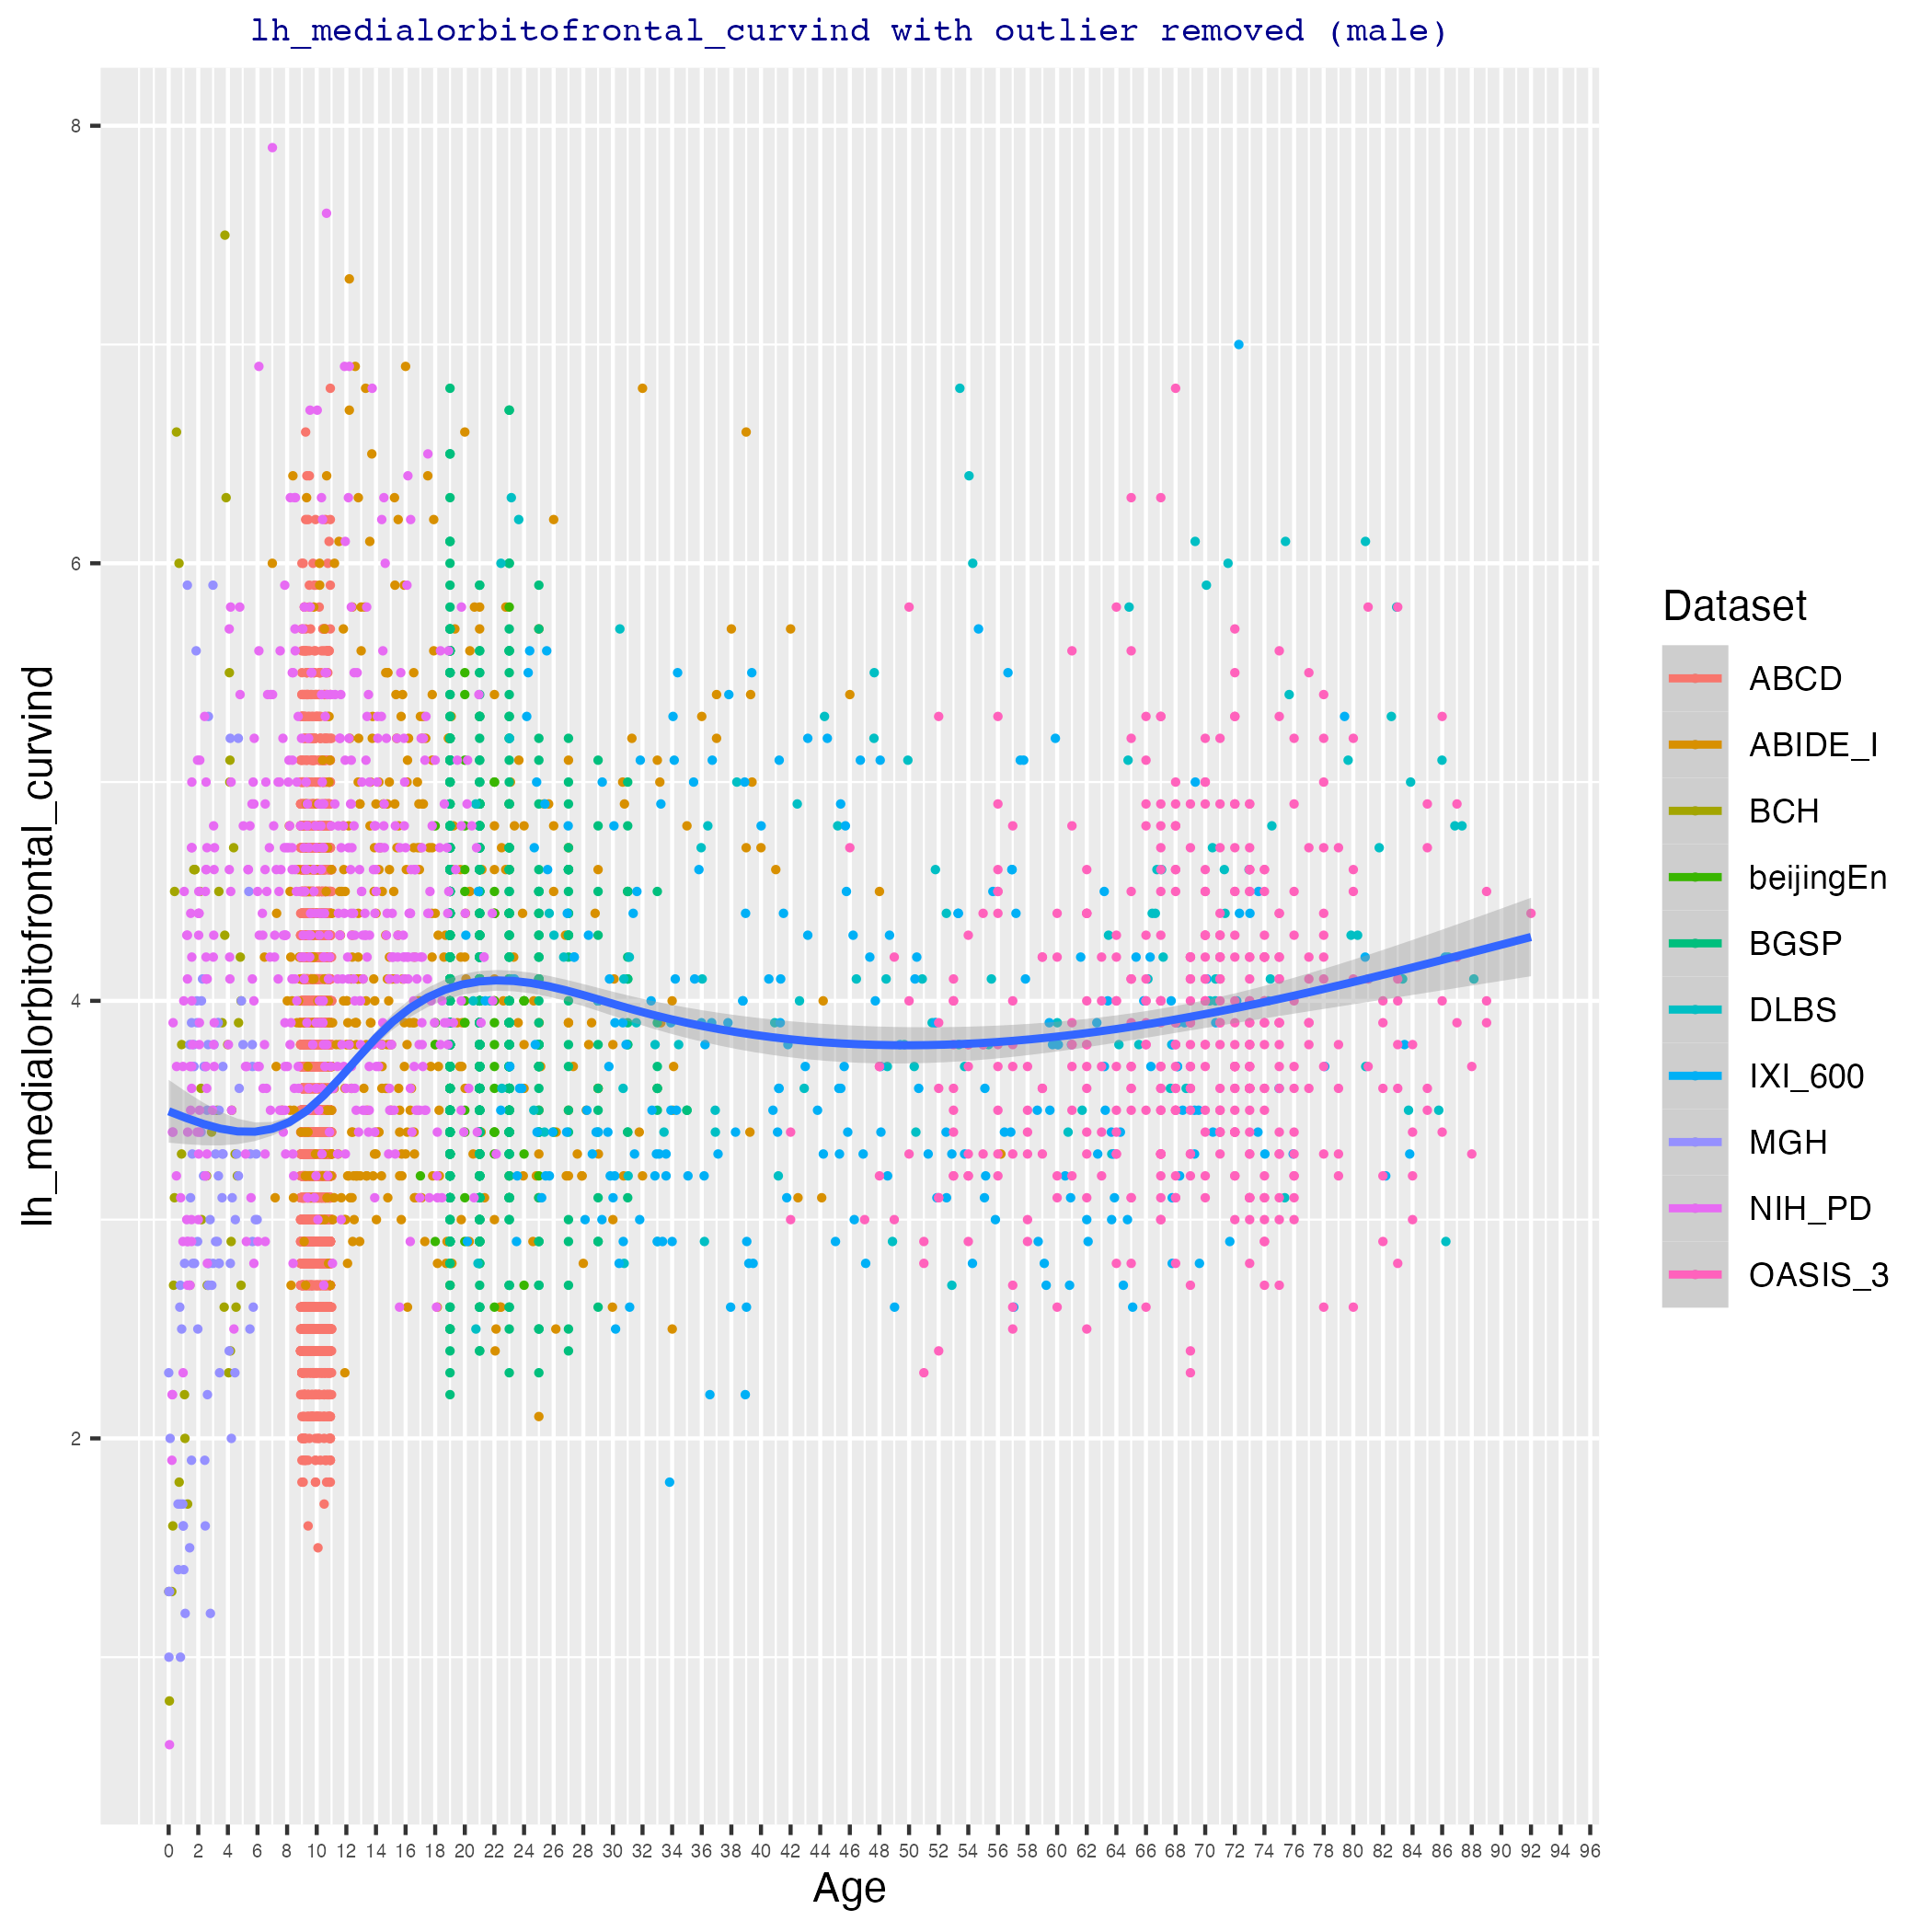 lh_medialorbitofrontal_curvind with outlier removed (male)
8
6
4
2
lh_medialorbitofrontal_curvind
0 2 4 6 8 10 12 14 16 18 20 22 24 26 28 30 32 34 36 38 40 42 44 46 48 50 52 54 56 58 60 62 64 66 68 70 72 74 76 78 80 82 84 86 88 90 92 94 96
Age
Dataset
ABCD
ABIDE_I
BCH
beijingEn
BGSP
DLBS
IXI_600
MGH
NIH_PD
OASIS_3